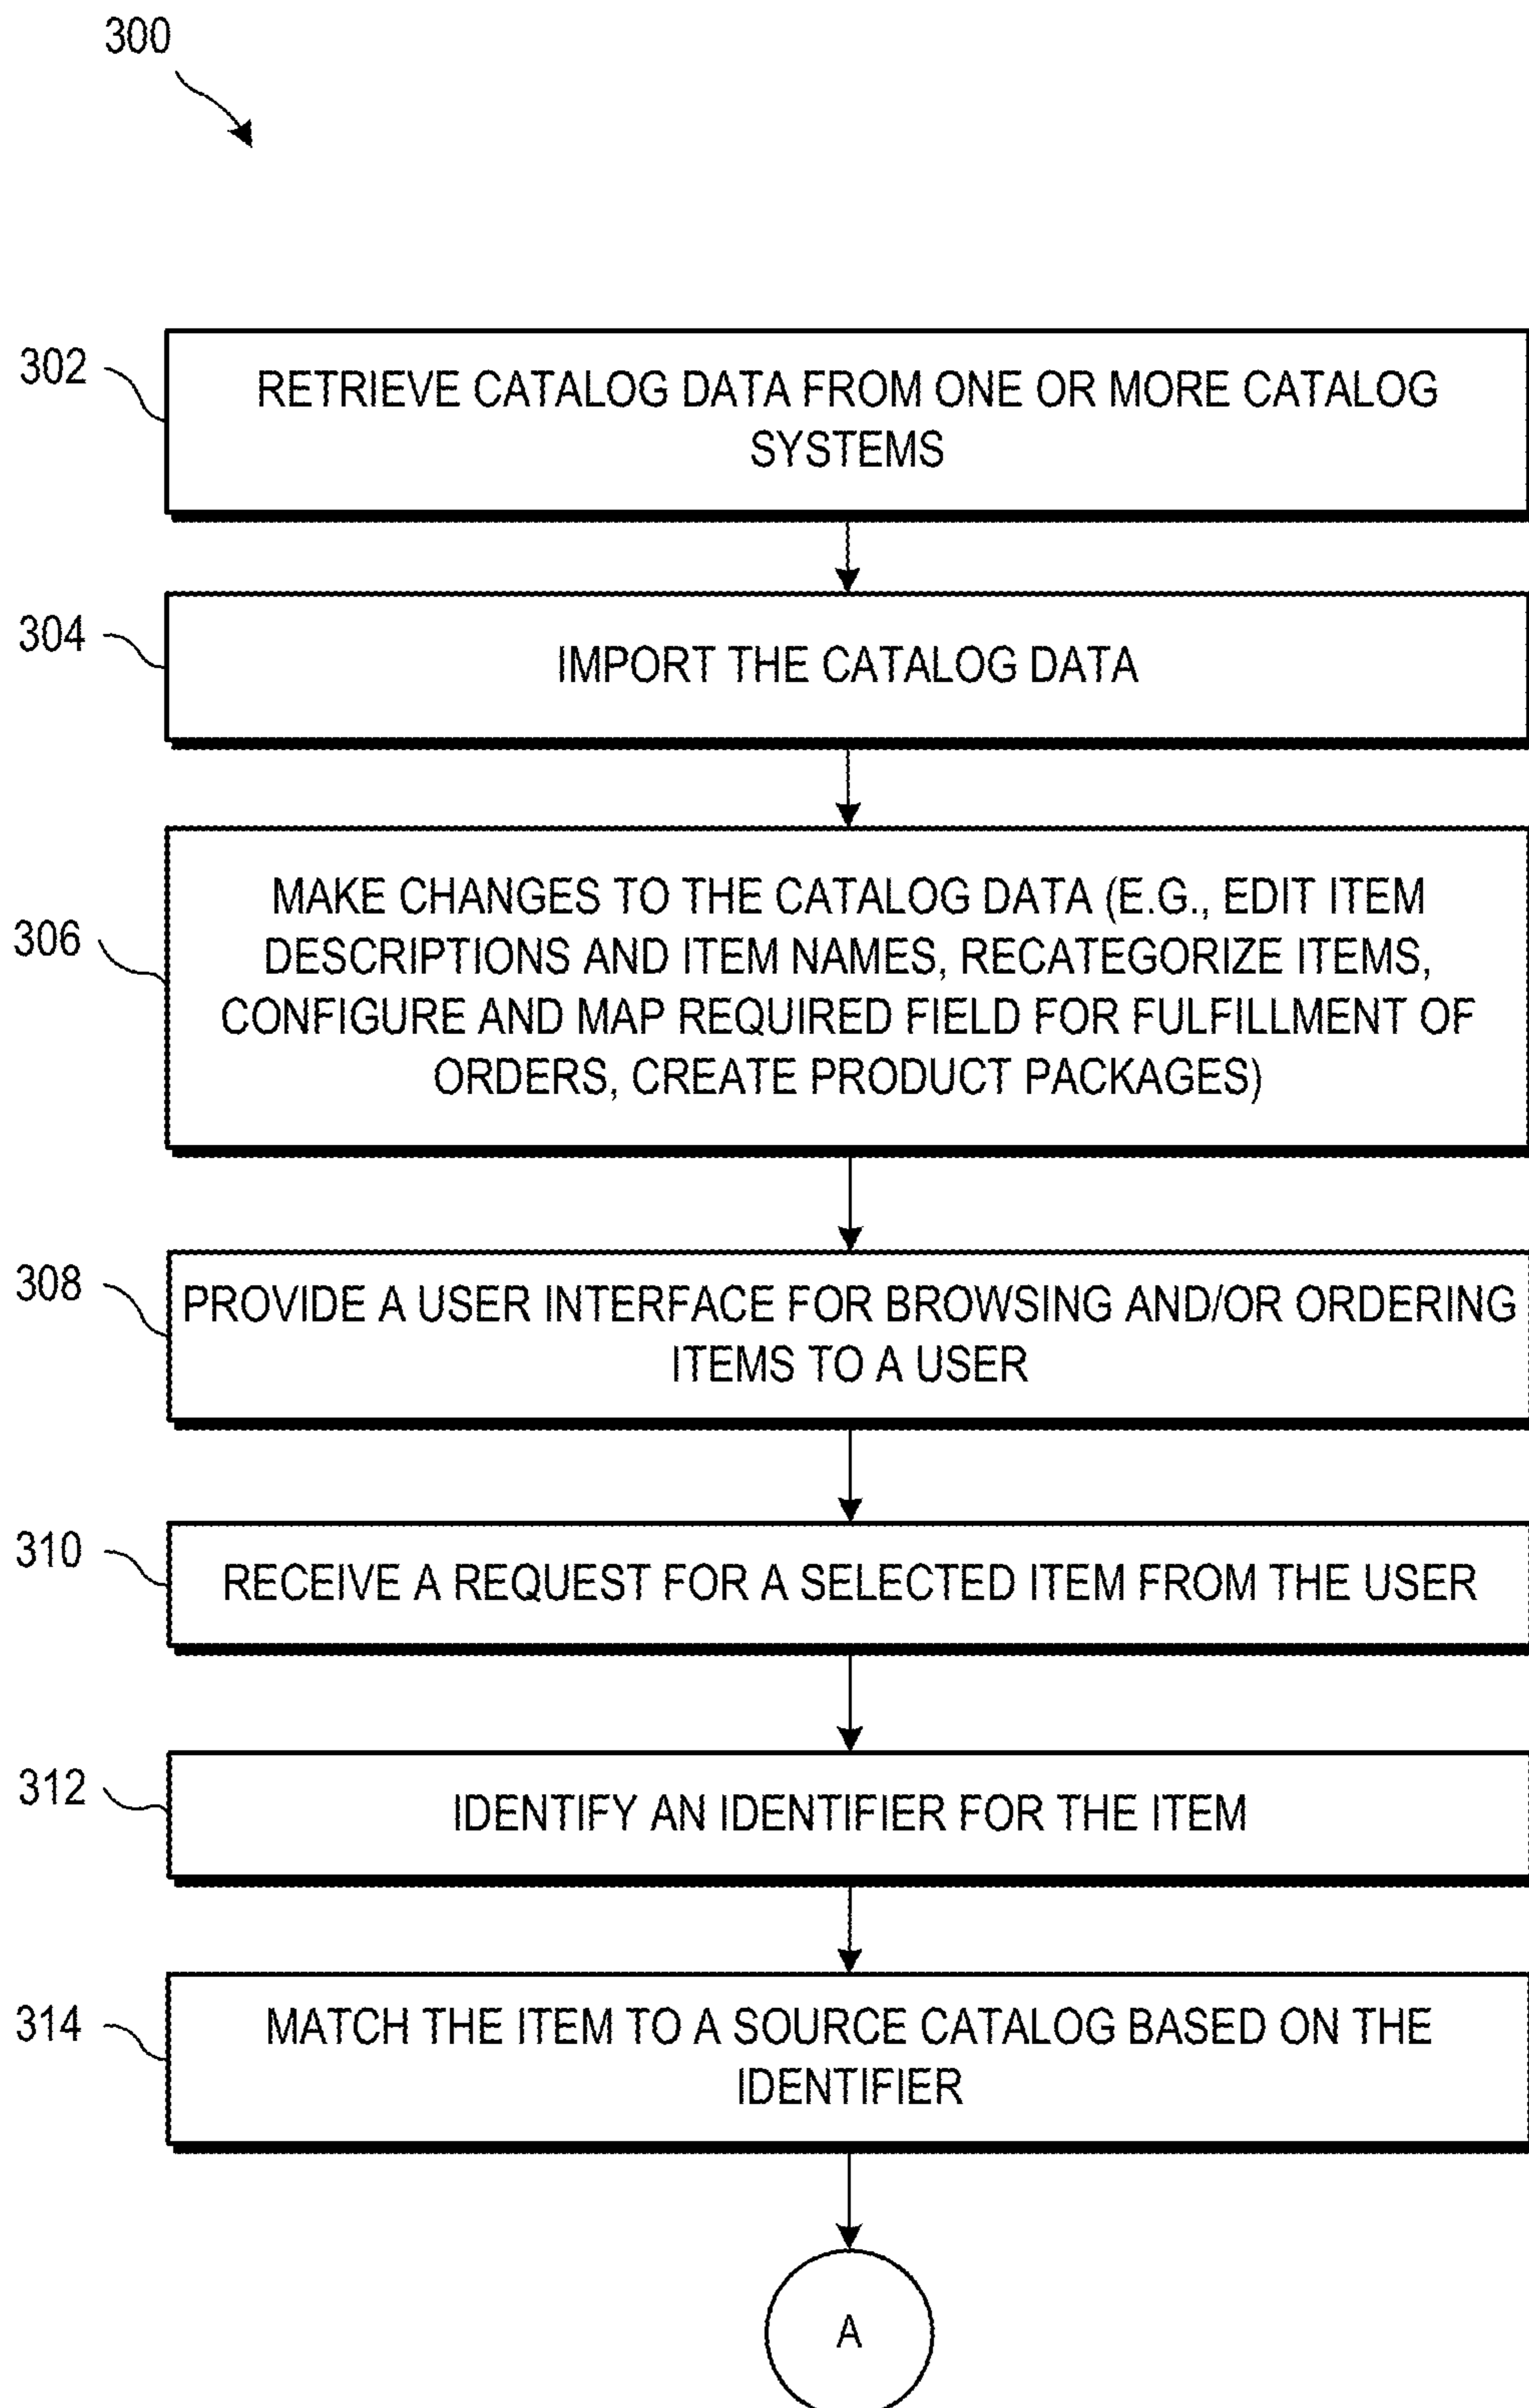 300
302
RETRIEVE CATALOG DATA FROM ONE OR MORE CATALOG
SYSTEMS
304
IMPORT THE CATALOG DATA
306
MAKE CHANGES TO THE CATALOG DATA (E.G., EDIT ITEM
DESCRIPTIONS AND ITEM NAMES, RECATEGORIZE ITEMS,
CONFIGURE AND MAP REQUIRED FIELD FOR FULFILLMENT OF
ORDERS, CREATE PRODUCT PACKAGES)
308
PROVIDE A USER INTERFACE FOR BROWSING AND/OR ORDERING
ITEMS TO A USER
310
RECEIVE A REQUEST FOR A SELECTED ITEM FROM THE USER
312
IDENTIFY AN IDENTIFIER FOR THE ITEM
314
MATCH THE ITEM TO A SOURCE CATALOG BASED ON THE
IDENTIFIER
A